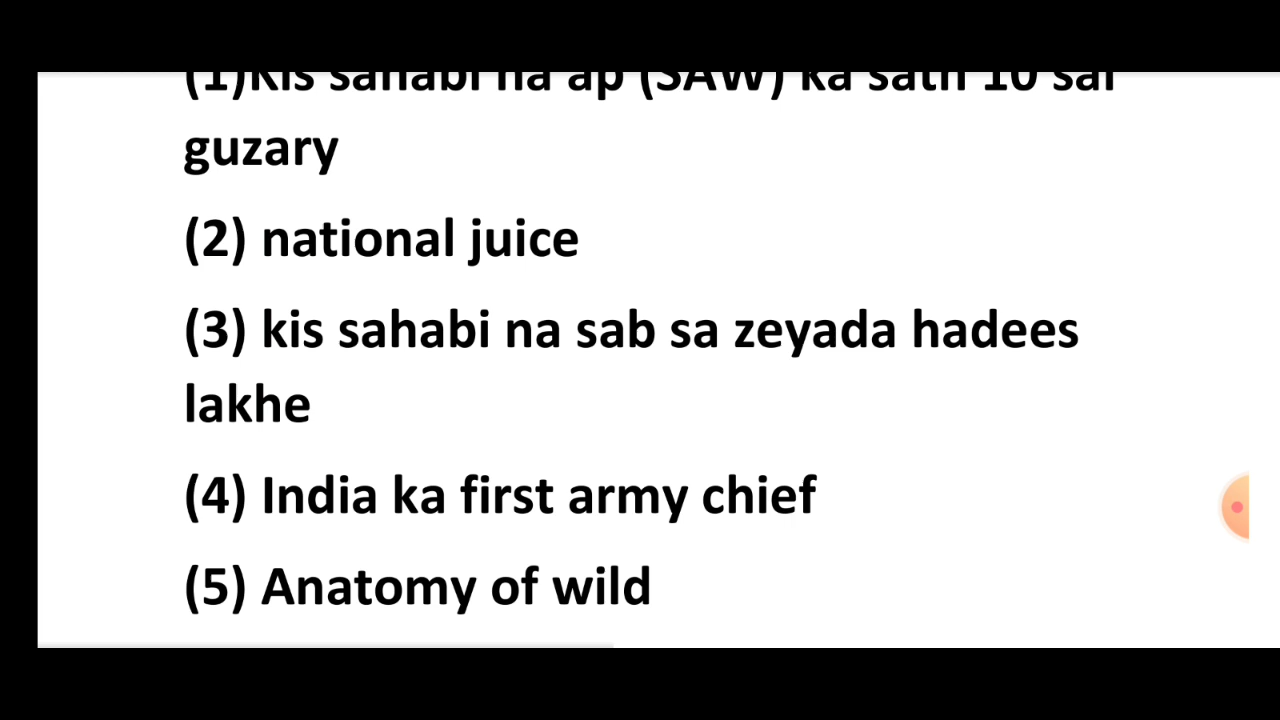 (1)Kis sahabi na ap (SAW) ka sath 10 sal
guzary
(2) national juice
(3) kis sahabi na sab sa zeyada hadees
lakhe
(4) India ka first army chief
(5) Anatomy of wild